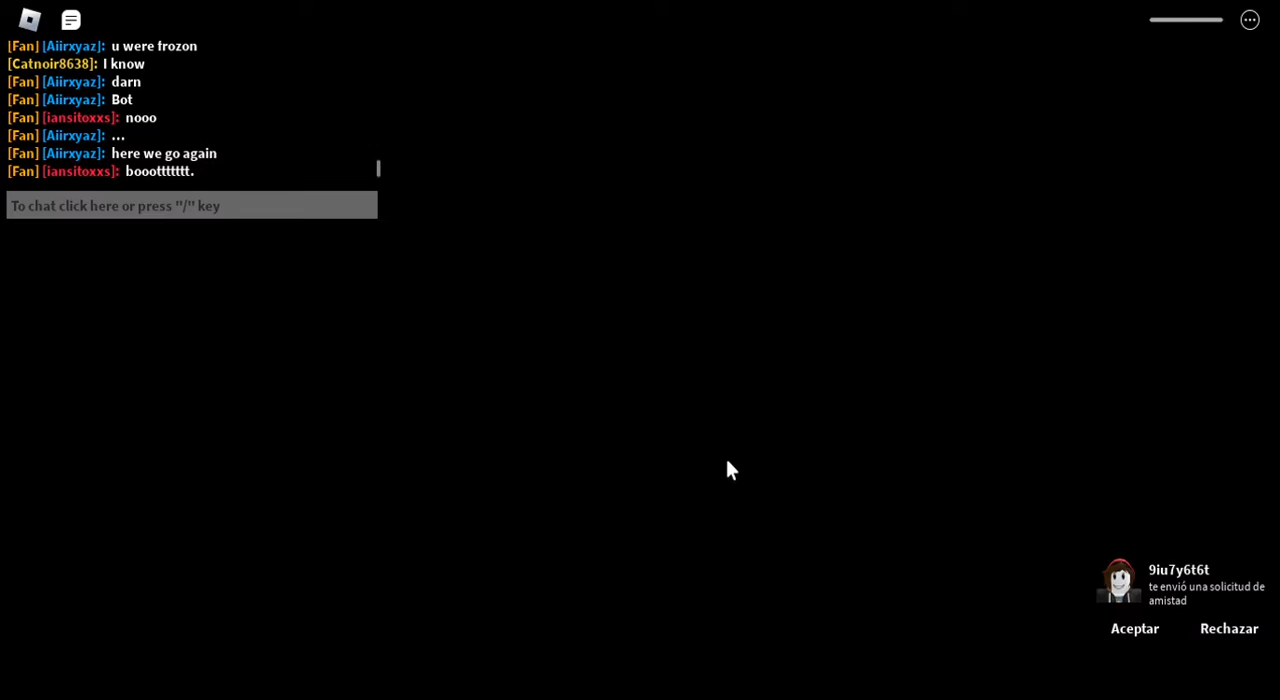 [Fan] [Aiirxyaz]: u were frozon
[Catnoir8638]: I know
[Fan] [Aiirxyaz]: darn
[Fan] [Aiirxyaz]: Bot
[Fan] [iansitoxxs]: nooo
[Fan] [Aiirxyaz]: ...
[Fan] [Aiirxyaz]: here we go again
[Fan] [iansitoxxs]: boootttttt.
To chat click here or press "/" key
9iu7y6t6t
te envió una solicitud de
amistad
Aceptar Rechazar